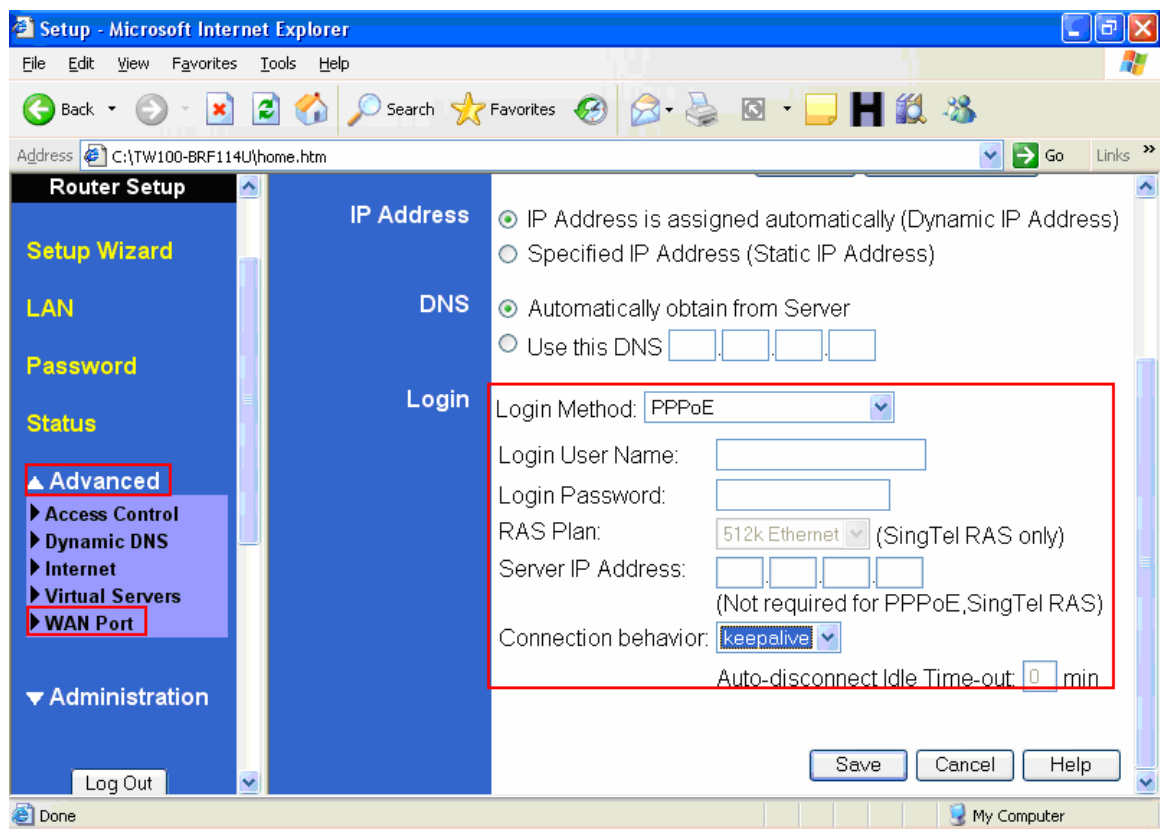 Setup - Microsoft Internet Explorer
File Edit View Favorites Tools Help
Back Search Favorites
Address C:\TW100-BRF114U\home.htm Go Links »
Router Setup
Setup Wizard
LAN
Password
Status
Advanced
Access Control
Dynamic DNS
Internet
Virtual Servers
WAN Port
Administration
Log Out
IP Address
IP Address is assigned automatically (Dynamic IP Address)
Specified IP Address (Static IP Address)
DNS
Automatically obtain from Server
Use this DNS . . .
Login
Login Method: PPPoE
Login User Name:
Login Password:
RAS Plan: 512k Ethernet (SingTel RAS only)
Server IP Address: . . .
(Not required for PPPoE,SingTel RAS)
Connection behavior: keepalive
Auto-disconnect Idle Time-out: 0 min
Save Cancel Help
Done My Computer